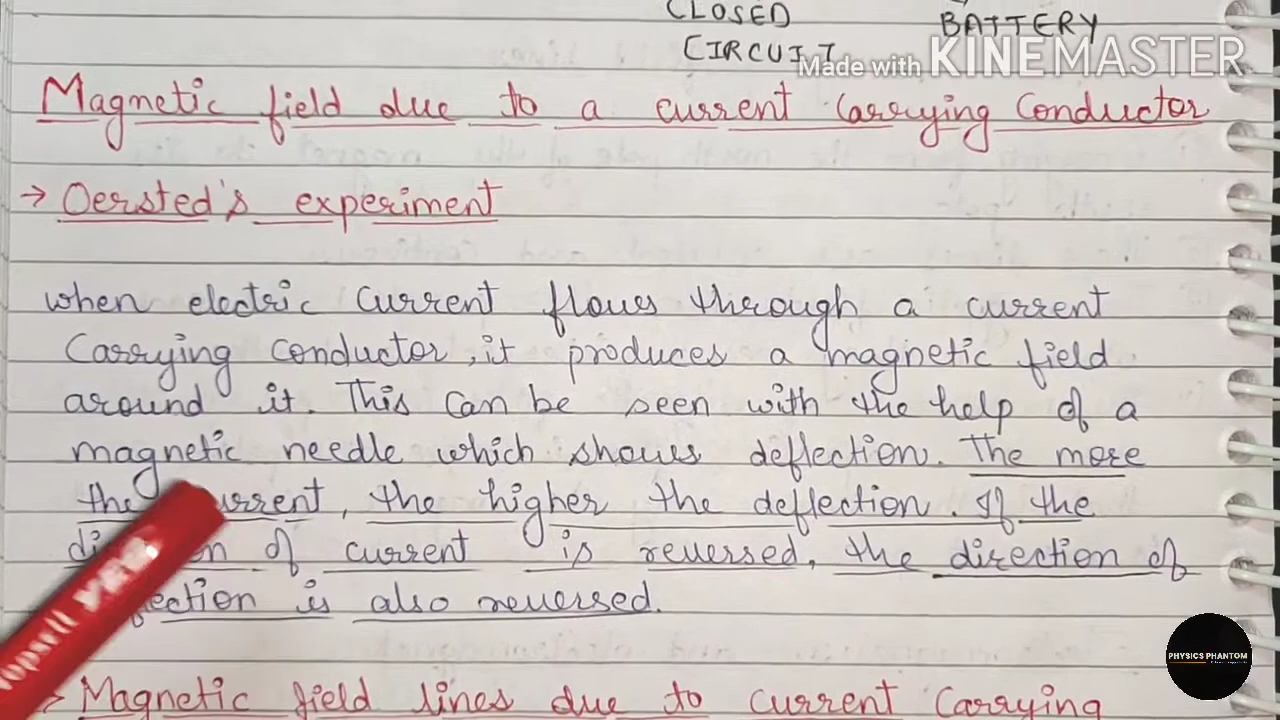 CLOSED BATTERY
CIRCUIT
Made with KINEMASTER
Magnetic field due to a current Carrying Conductor
→ Oersted's experiment
when electric current flows through a current
Carrying conductor, it produces a magnetic field
around it. This can be seen with the help of a
magnetic needle which shows deflection. The more
the current, the higher the deflection. If the
of current is reversed, the direction of
is also reversed.
PHYSICS PHANTOM
Magnetic field lines due to current Carrying